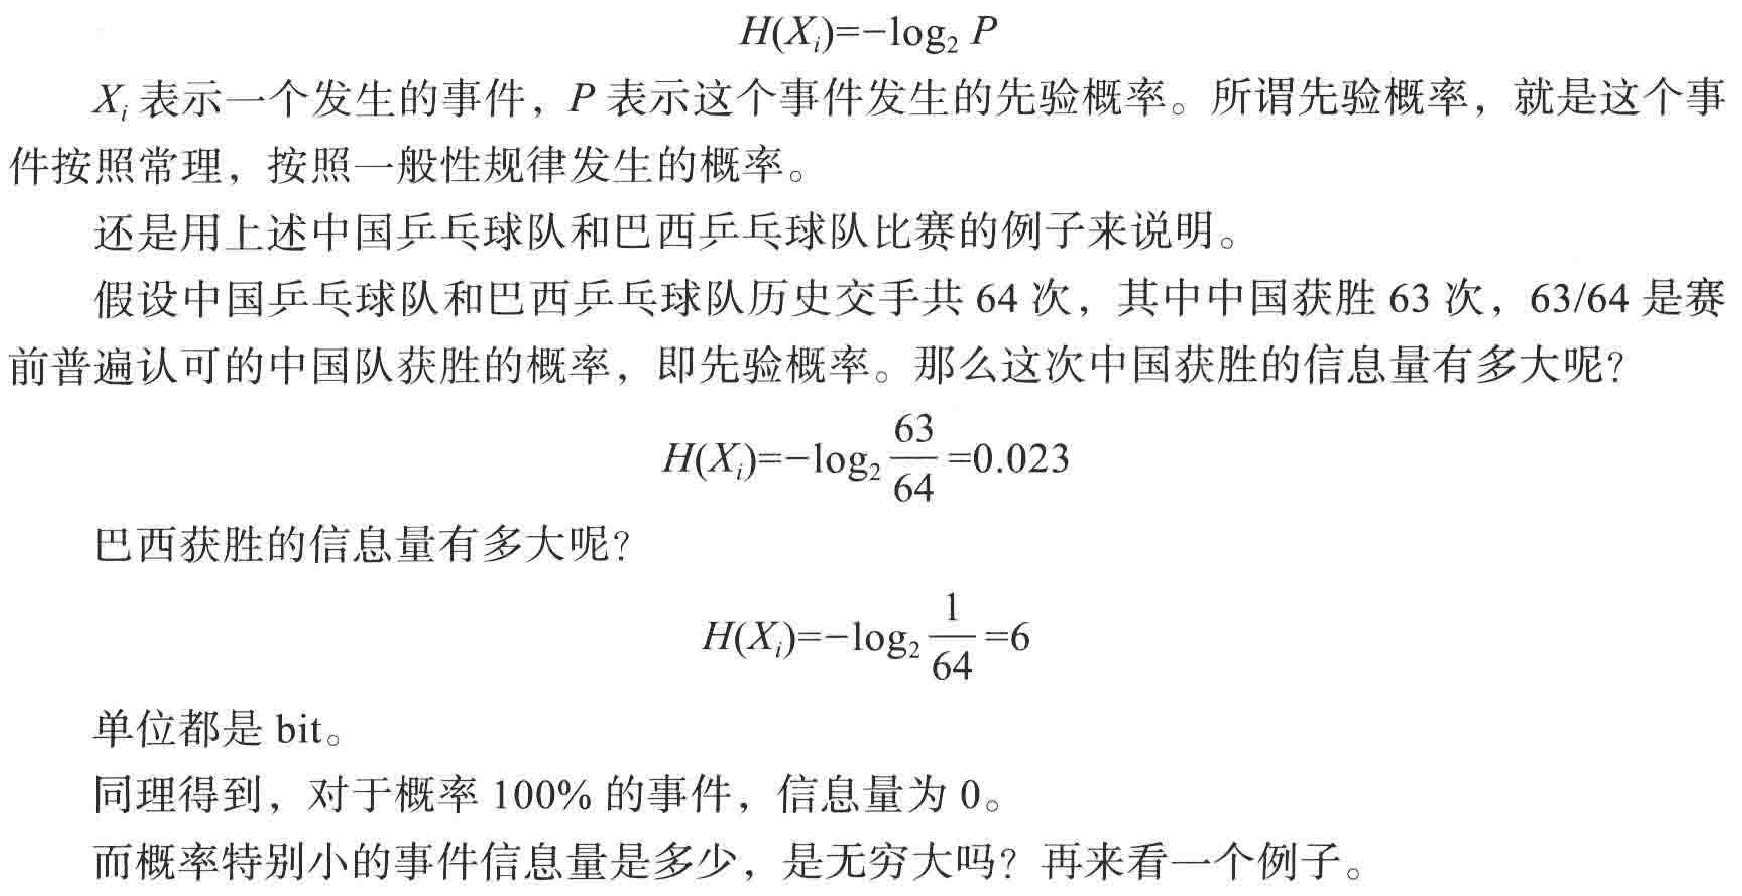 H(Xᵢ)=−log₂ P
Xᵢ 表示一个发生的事件，P 表示这个事件发生的先验概率。所谓先验概率，就是这个事
件按照常理，按照一般性规律发生的概率。
还是用上述中国乒乓球队和巴西乒乓球队比赛的例子来说明。
假设中国乒乓球队和巴西乒乓球队历史交手共 64 次，其中中国获胜 63 次，63/64 是赛
前普遍认可的中国队获胜的概率，即先验概率。那么这次中国获胜的信息量有多大呢？
H(Xᵢ)=−log₂ 63/64 =0.023
巴西获胜的信息量有多大呢？
H(Xᵢ)=−log₂ 1/64 =6
单位都是 bit。
同理得到，对于概率 100% 的事件，信息量为 0。
而概率特别小的事件信息量是多少，是无穷大吗？再来看一个例子。